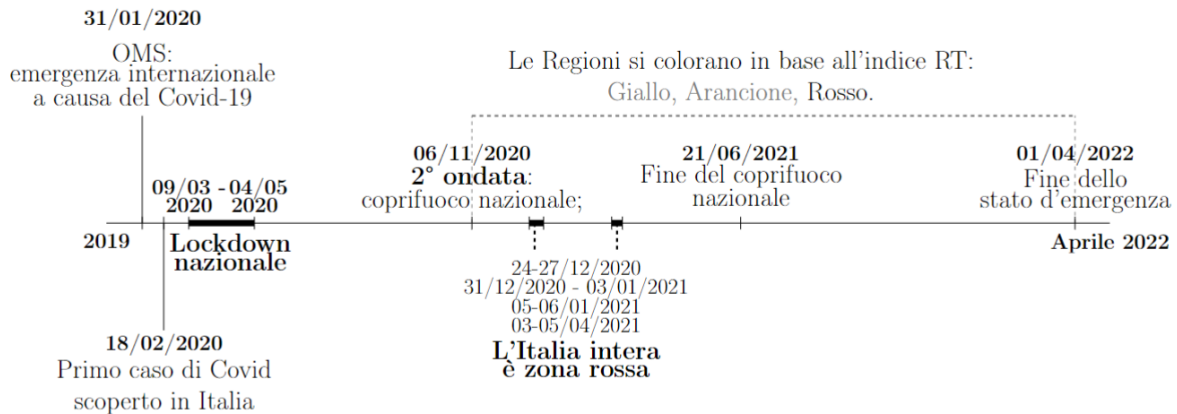 31/01/2020
OMS:
emergenza internazionale
a causa del Covid-19
Le Regioni si colorano in base all'indice RT:
Giallo, Arancione, Rosso.
09/03 - 04/05
2020 2020
06/11/2020
2° ondata:
coprifuoco nazionale;
21/06/2021
Fine del coprifuoco
nazionale
01/04/2022
Fine dello
stato d'emergenza
2019
Lockdown
nazionale
Aprile 2022
24-27/12/2020
31/12/2020 - 03/01/2021
05-06/01/2021
03-05/04/2021
L'Italia intera
è zona rossa
18/02/2020
Primo caso di Covid
scoperto in Italia